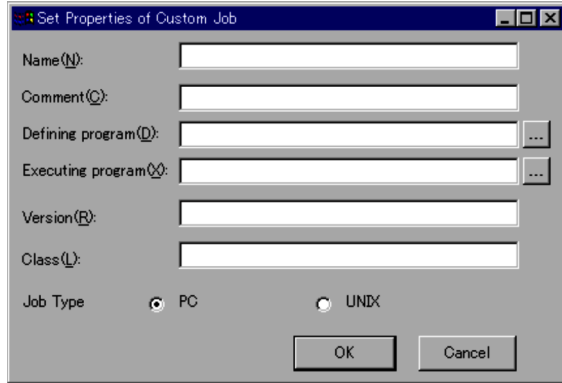 Set Properties of Custom Job
Name(N):
Comment(C):
Defining program(D):
...
Executing program(X):
...
Version(R):
Class(L):
Job Type PC UNIX
OK Cancel